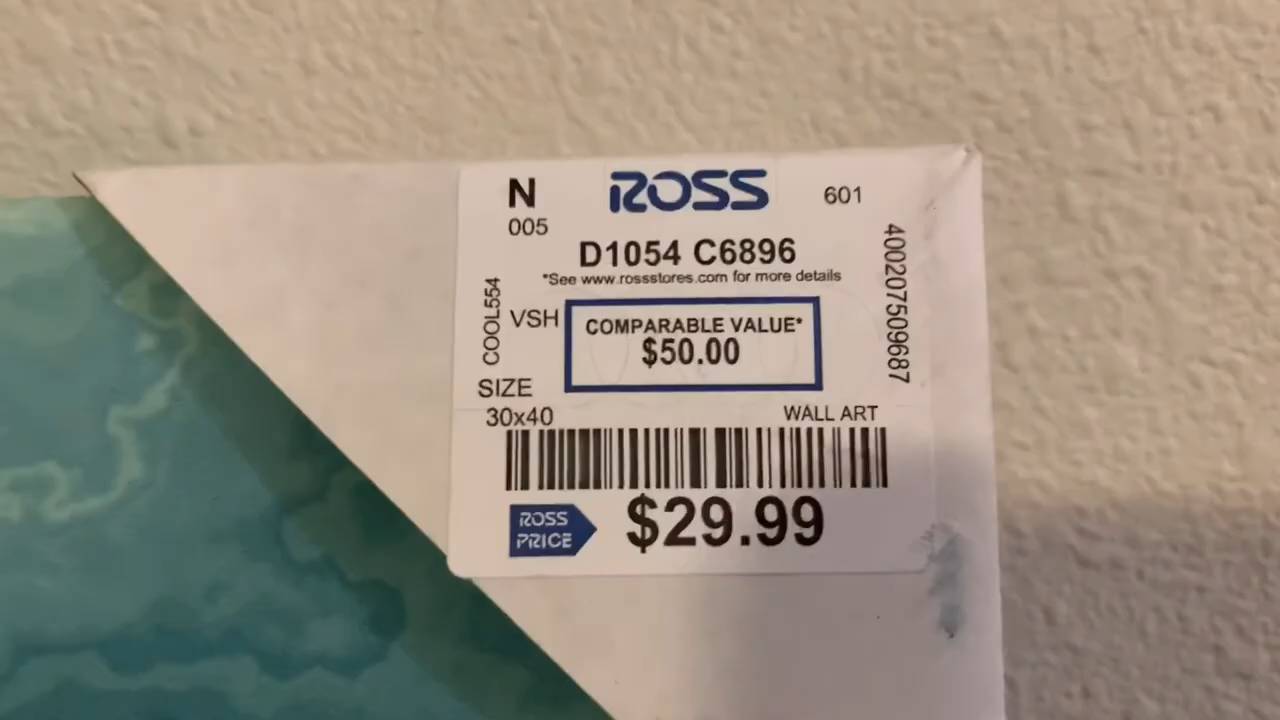 N
ROSS
601
005
D1054 C6896
*See www.rossstores.com for more details
COOL554
VSH
COMPARABLE VALUE*
$50.00
400207509687
SIZE
30x40
WALL ART
ROSS
PRICE
$29.99